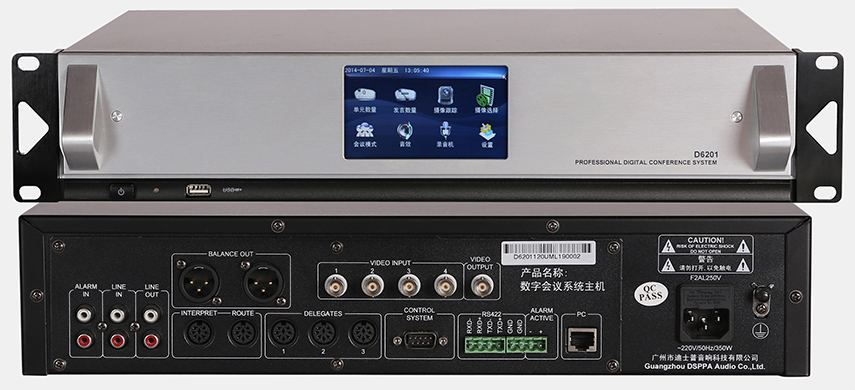 2014-07-04 星期五 13:05:40
单元数量 发言数量 摄像跟踪 摄像选择
会议模式 音效 录音机 设置
D6201
PROFESSIONAL DIGITAL CONFERENCE SYSTEM
USB
BALANCE OUT
VIDEO INPUT
VIDEO OUTPUT
1 2 3 4
D6201120UML190002
产品名称:
数字会议系统主机
CAUTION!
RISK OF ELECTRIC SHOCK
DO NOT OPEN
警告
请勿打开, 以免触电
F2AL250V
QC PASS
ALARM IN
LINE IN
LINE OUT
INTERPRET
ROUTE
DELEGATES
1 2 3
CONTROL SYSTEM
RS422
RXD-
RXD+
TXD-
TXD+
GND
GND
- +
ALARM ACTIVE
PC
~220V/50Hz/350W
广州市迪士普音响科技有限公司
Guangzhou DSPPA Audio Co.,Ltd.